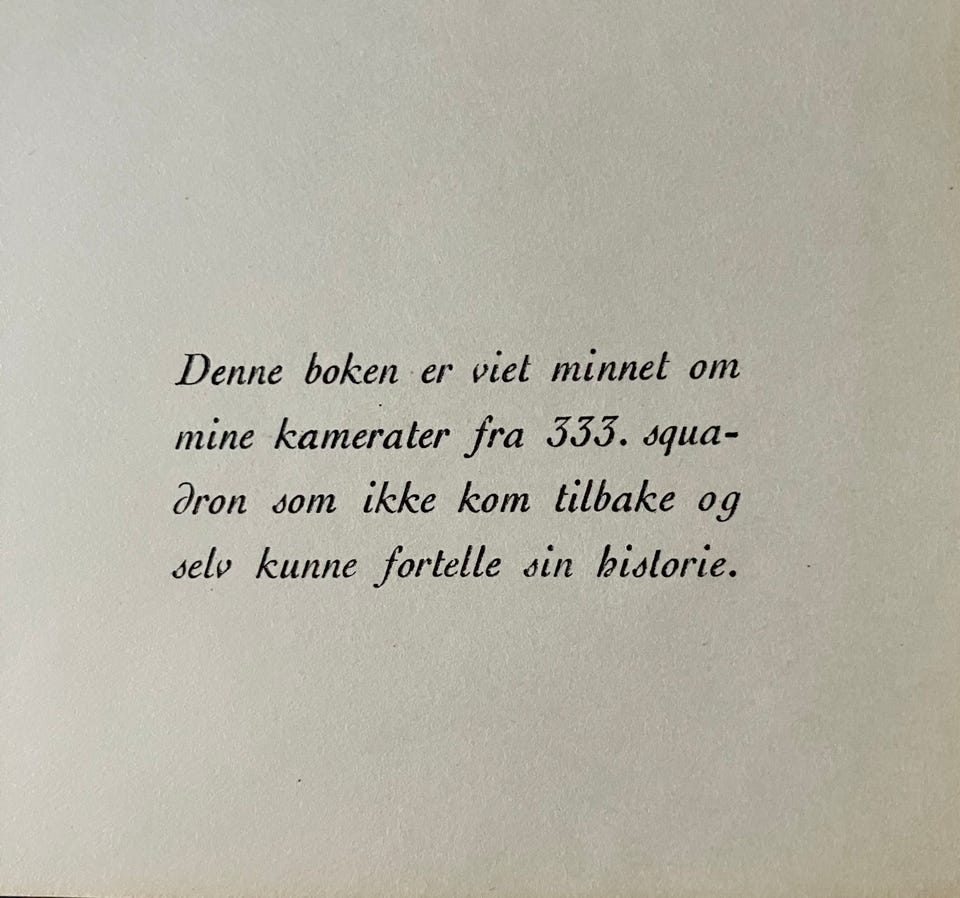 Denne boken er viet minnet om
mine kamerater fra 333. squa-
dron som ikke kom tilbake og
selv kunne fortelle sin historie.